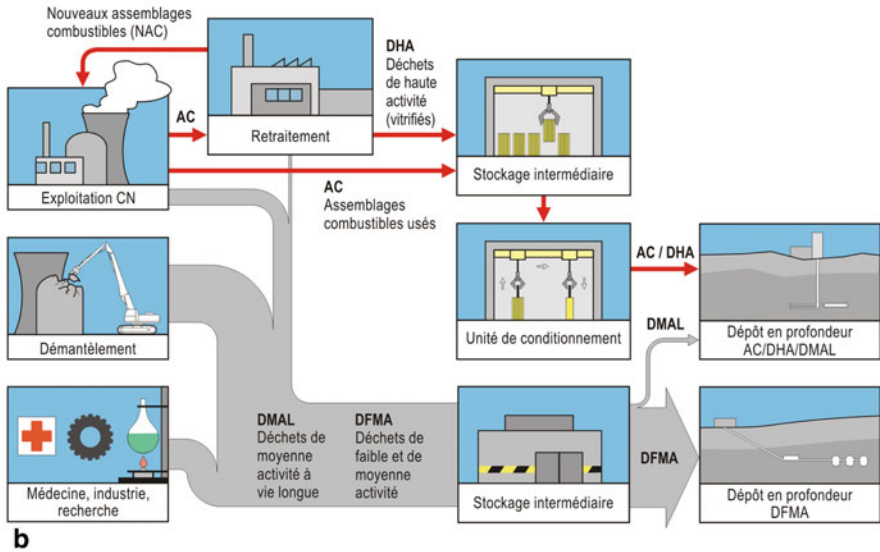 Nouveaux assemblages
combustibles (NAC)
AC
Retraitement
DHA
Déchets
de haute
activité
(vitrifiés)
Exploitation CN
AC
Assemblages
combustibles usés
Stockage intermédiaire
Démantèlement
Unité de conditionnement
AC / DHA
DMAL
Dépôt en profondeur
AC/DHA/DMAL
Médecine, industrie,
recherche
DMAL
Déchets de
moyenne
activité à
vie longue
DFMA
Déchets de
faible et de
moyenne
activité
Stockage intermédiaire
DFMA
Dépôt en profondeur
DFMA
b